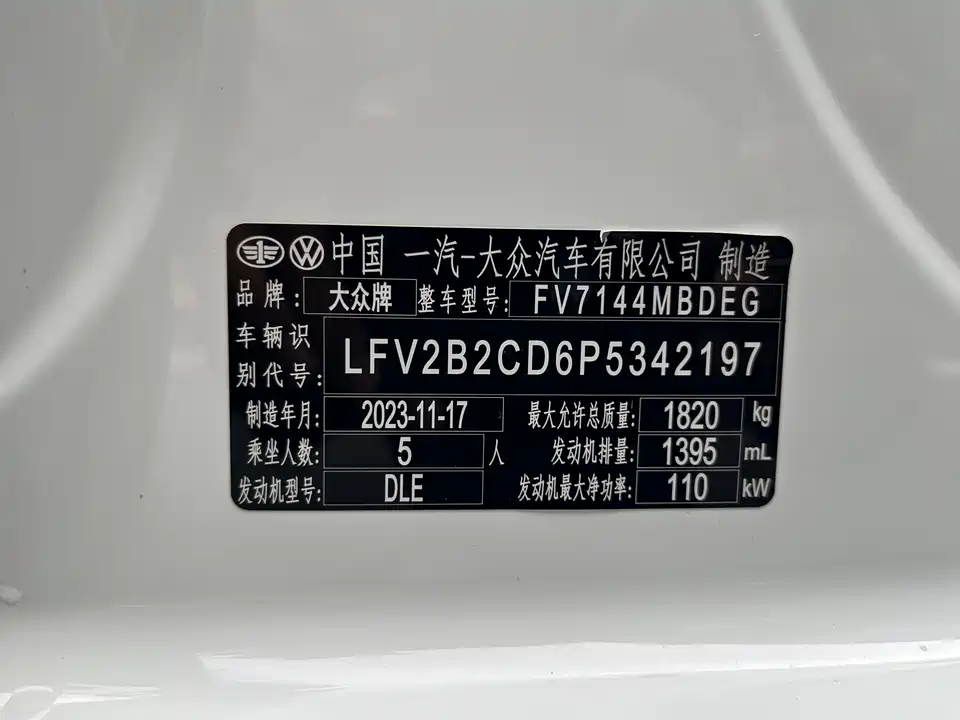 中国 一汽-大众汽车有限公司 制造
品牌: 大众牌 整车型号: FV7144MBDEG
车辆识别代号: LFV2B2CD6P5342197
制造年月: 2023-11-17 最大允许总质量: 1820 kg
乘坐人数: 5 人 发动机排量: 1395 mL
发动机型号: DLE 发动机最大净功率: 110 kW